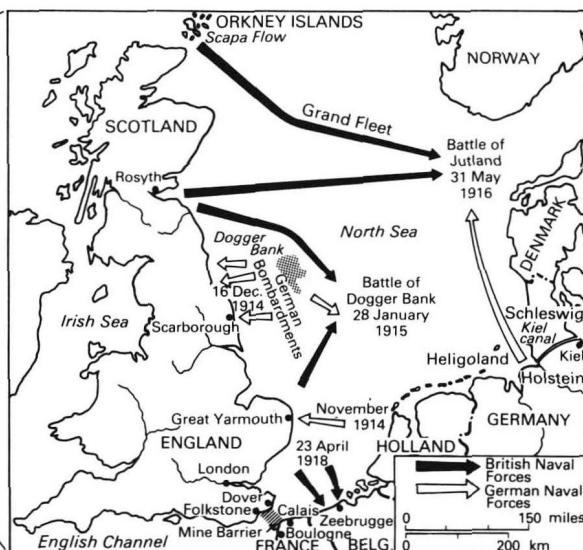 ORKNEY ISLANDS
Scapa Flow
NORWAY
Grand Fleet
SCOTLAND
Battle of
Jutland
31 May
1916
Rosyth
DENMARK
North Sea
Dogger
Bank
German
Bombardments
16 Dec.
1914
Battle of
Dogger Bank
28 January
1915
Schleswig
Kiel
canal
Kiel
Irish Sea
Scarborough
Heligoland
Holstein
November
1914
Great Yarmouth
GERMANY
ENGLAND
23 April
1918
HOLLAND
London
Dover
Folkstone
Calais
Zeebrugge
Mine Barrier
Boulogne
English Channel
FRANCE
BELG.
British Naval
Forces
German Naval
Forces
0 150 miles
0 200 km